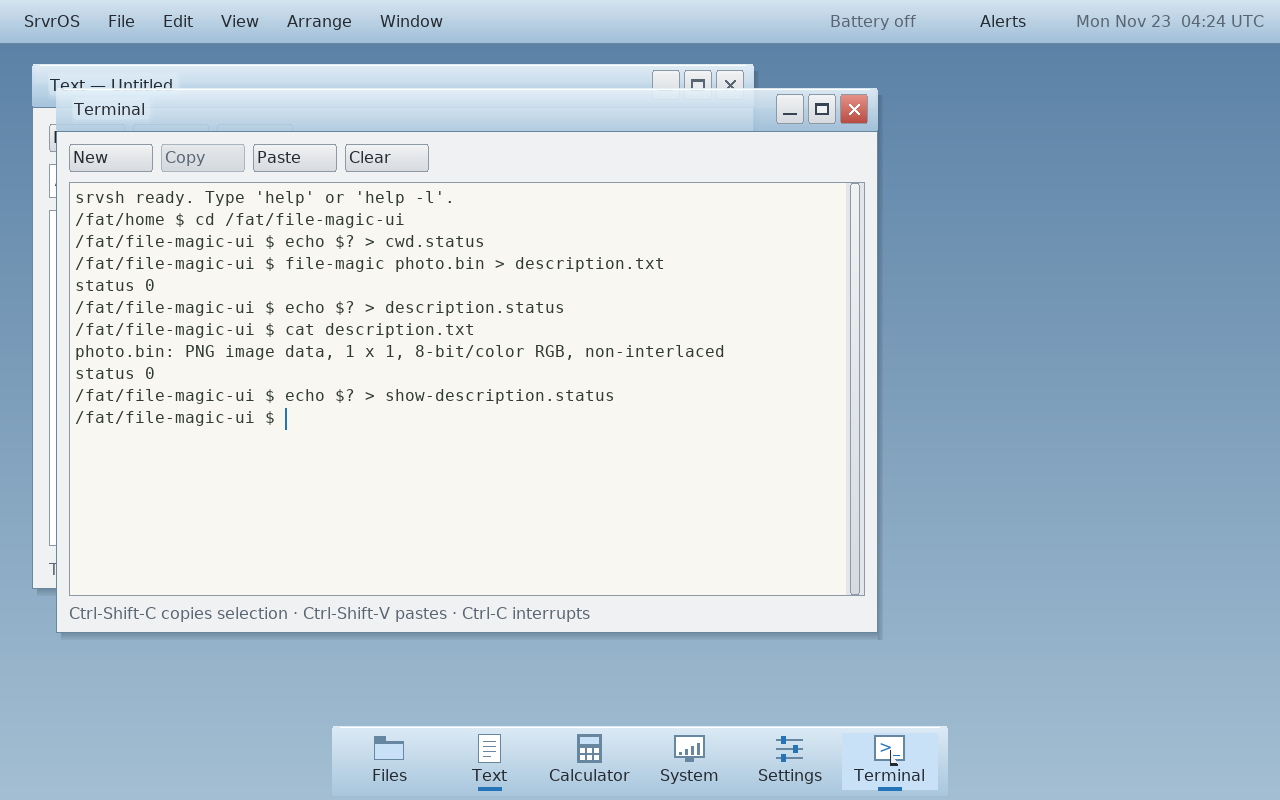 SrvrOS File Edit View Arrange Window Battery off Alerts Mon Nov 23 04:24 UTC
Text — Untitled
Terminal
New Copy Paste Clear
srvsh ready. Type 'help' or 'help -l'.
/fat/home $ cd /fat/file-magic-ui
/fat/file-magic-ui $ echo $? > cwd.status
/fat/file-magic-ui $ file-magic photo.bin > description.txt
status 0
/fat/file-magic-ui $ echo $? > description.status
/fat/file-magic-ui $ cat description.txt
photo.bin: PNG image data, 1 x 1, 8-bit/color RGB, non-interlaced
status 0
/fat/file-magic-ui $ echo $? > show-description.status
/fat/file-magic-ui $
Ctrl-Shift-C copies selection · Ctrl-Shift-V pastes · Ctrl-C interrupts
Files Text Calculator System Settings Terminal